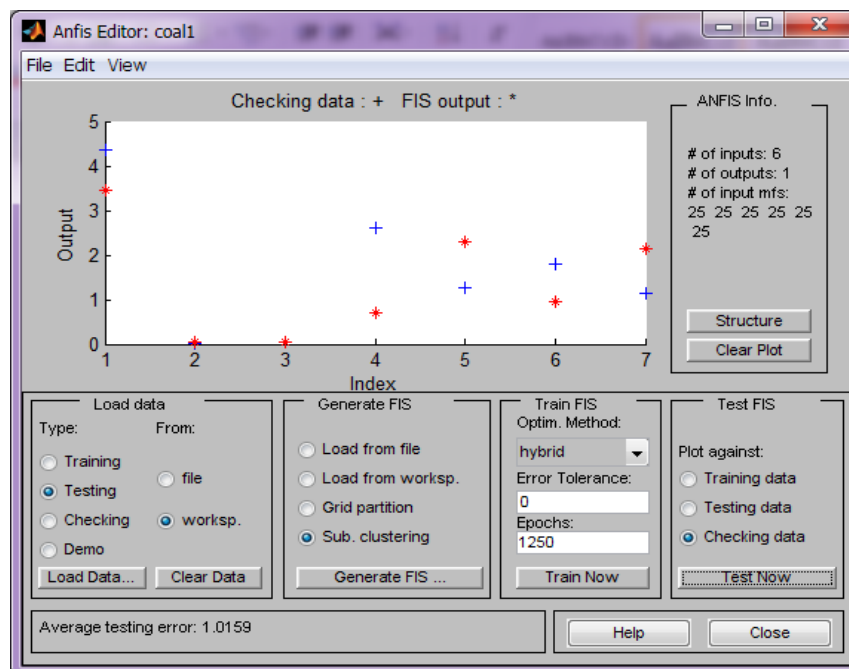 Anfis Editor: coal1
File Edit View
Checking data : + FIS output : *
5
4
3
2
1
0
Output
1 2 3 4 5 6 7
Index
ANFIS Info.
# of inputs: 6
# of outputs: 1
# of input mfs:
25 25 25 25 25
25
Structure
Clear Plot
Load data
Type: From:
Training
Testing
Checking
Demo
file
worksp.
Load Data... Clear Data
Generate FIS
Load from file
Load from worksp.
Grid partition
Sub. clustering
Generate FIS ...
Train FIS
Optim. Method:
hybrid
Error Tolerance:
0
Epochs:
1250
Train Now
Test FIS
Plot against:
Training data
Testing data
Checking data
Test Now
Average testing error: 1.0159
Help Close